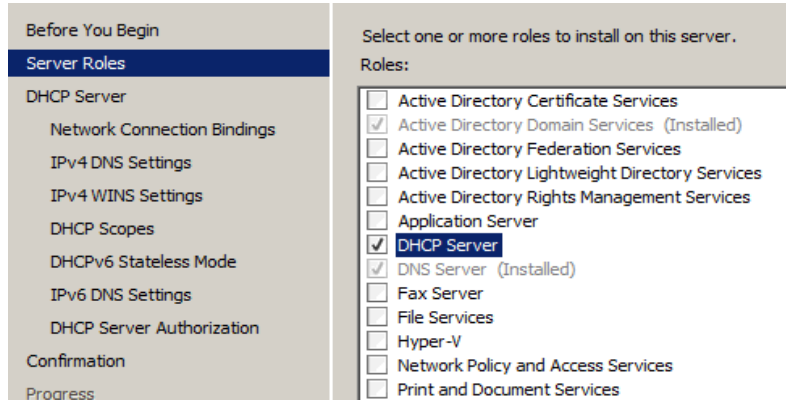 Before You Begin
Server Roles
DHCP Server
Network Connection Bindings
IPv4 DNS Settings
IPv4 WINS Settings
DHCP Scopes
DHCPv6 Stateless Mode
IPv6 DNS Settings
DHCP Server Authorization
Confirmation
Progress
Select one or more roles to install on this server.
Roles:
Active Directory Certificate Services
Active Directory Domain Services (Installed)
Active Directory Federation Services
Active Directory Lightweight Directory Services
Active Directory Rights Management Services
Application Server
DHCP Server
DNS Server (Installed)
Fax Server
File Services
Hyper-V
Network Policy and Access Services
Print and Document Services